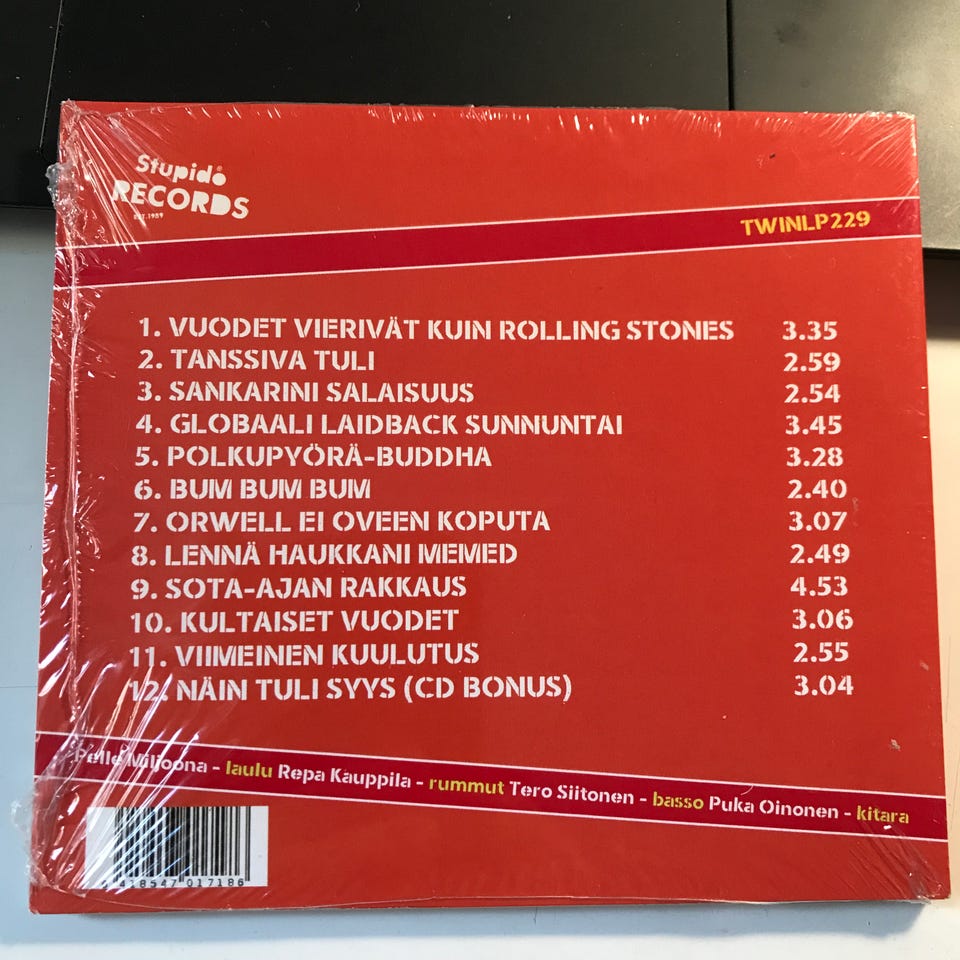 Stupido
RECORDS
EST.1989
TWINLP229
1. VUODET VIERIVÄT KUIN ROLLING STONES 3.35
2. TANSSIVA TULI 2.59
3. SANKARINI SALAISUUS 2.54
4. GLOBAALI LAIDBACK SUNNUNTAI 3.45
5. POLKUPYÖRÄ-BUDDHA 3.28
6. BUM BUM BUM 2.40
7. ORWELL EI OVEEN KOPUTA 3.07
8. LENNÄ HAUKKANI MEMED 2.49
9. SOTA-AJAN RAKKAUS 4.53
10. KULTAISET VUODET 3.06
11. VIIMEINEN KUULUTUS 2.55
12. NÄIN TULI SYYS (CD BONUS) 3.04
Pelle Miljoona - laulu Repa Kauppila - rummut Tero Siitonen - basso Puka Oinonen - kitara
6 418547 017186